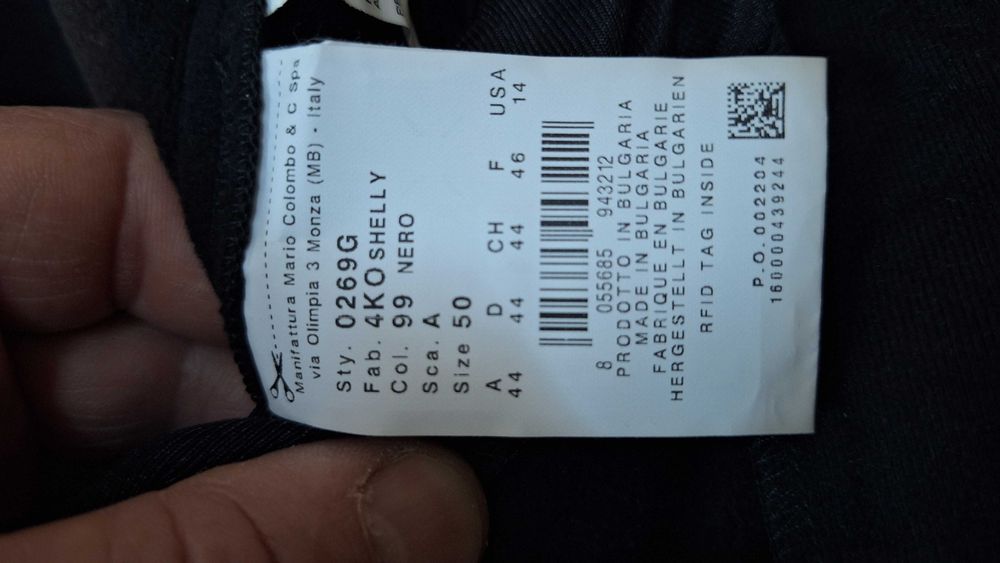 Manifattura Mario Colombo & C Spa
via Olimpia 3 Monza (MB) - Italy
Sty. 0269G
Fab. 4KO SHELLY
Col. 99 NERO
Sca. A
Size 50
A D CH F USA
44 44 44 46 14
8 055685 943212
PRODOTTO IN BULGARIA
MADE IN BULGARIA
FABRIQUE EN BULGARIE
HERGESTELLT IN BULGARIEN
RFID TAG INSIDE
P.O.002204
160000439244